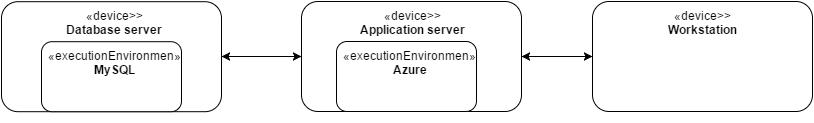 «device>>
Database server
«executionEnvironmen»
MySQL
«device>>
Application server
«executionEnvironmen»
Azure
«device>>
Workstation